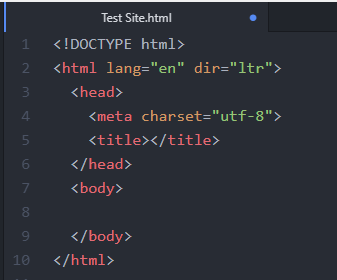 Test Site.html
1 <!DOCTYPE html>
2 <html lang="en" dir="ltr">
3   <head>
4     <meta charset="utf-8">
5     <title></title>
6   </head>
7   <body>
8
9   </body>
10 </html>